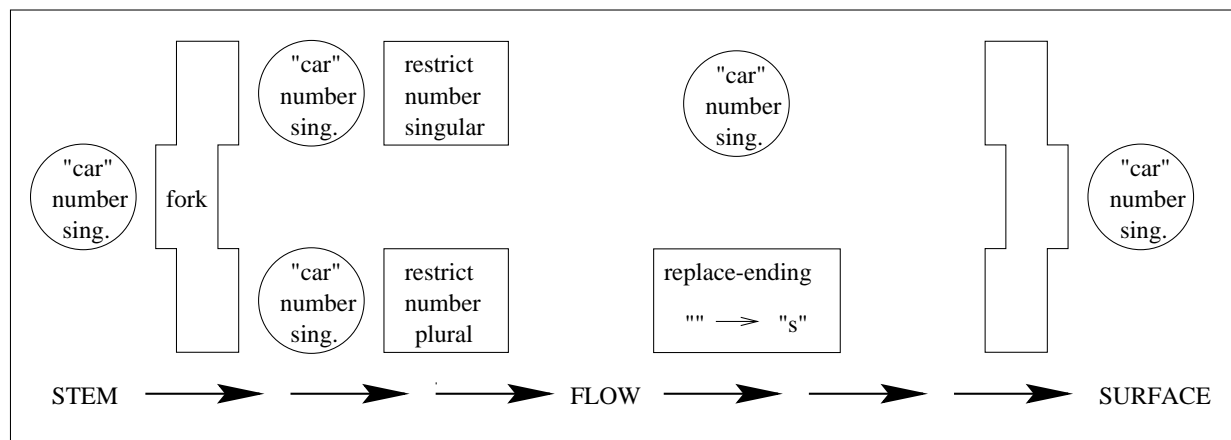 "car"
number
sing.
fork
"car"
number
sing.
restrict
number
singular
"car"
number
sing.
restrict
number
plural
"car"
number
sing.
replace-ending
"" → "s"
"car"
number
sing.
STEM
FLOW
SURFACE